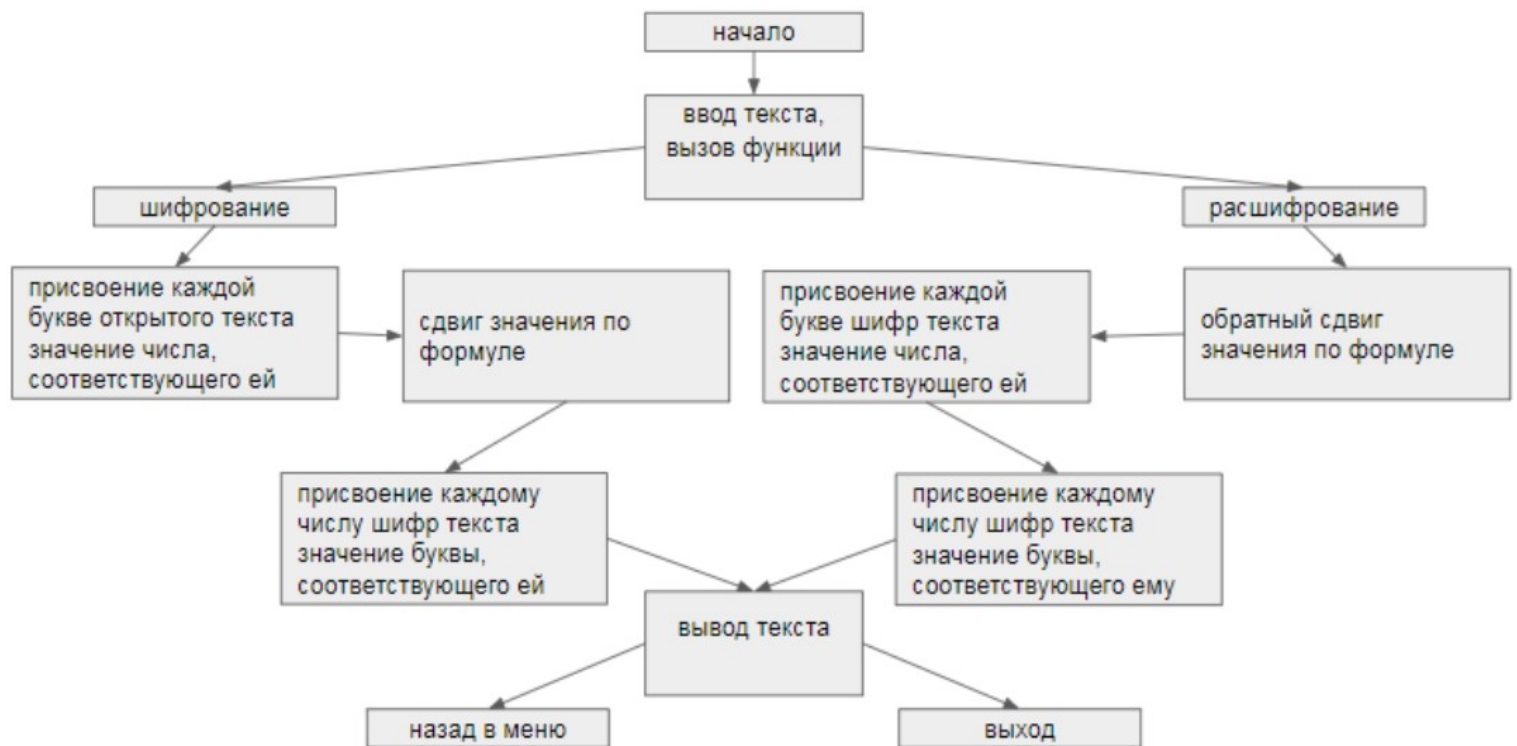 начало
ввод текста,
вызов функции
шифрование
расшифрование
присвоение каждой
букве открытого текста
значение числа,
соответствующего ей
сдвиг значения по
формуле
присвоение каждой
букве шифр текста
значение числа,
соответствующего ей
обратный сдвиг
значения по формуле
присвоение каждому
числу шифр текста
значение буквы,
соответствующего ей
присвоение каждому
числу шифр текста
значение буквы,
соответствующего ему
вывод текста
назад в меню
выход